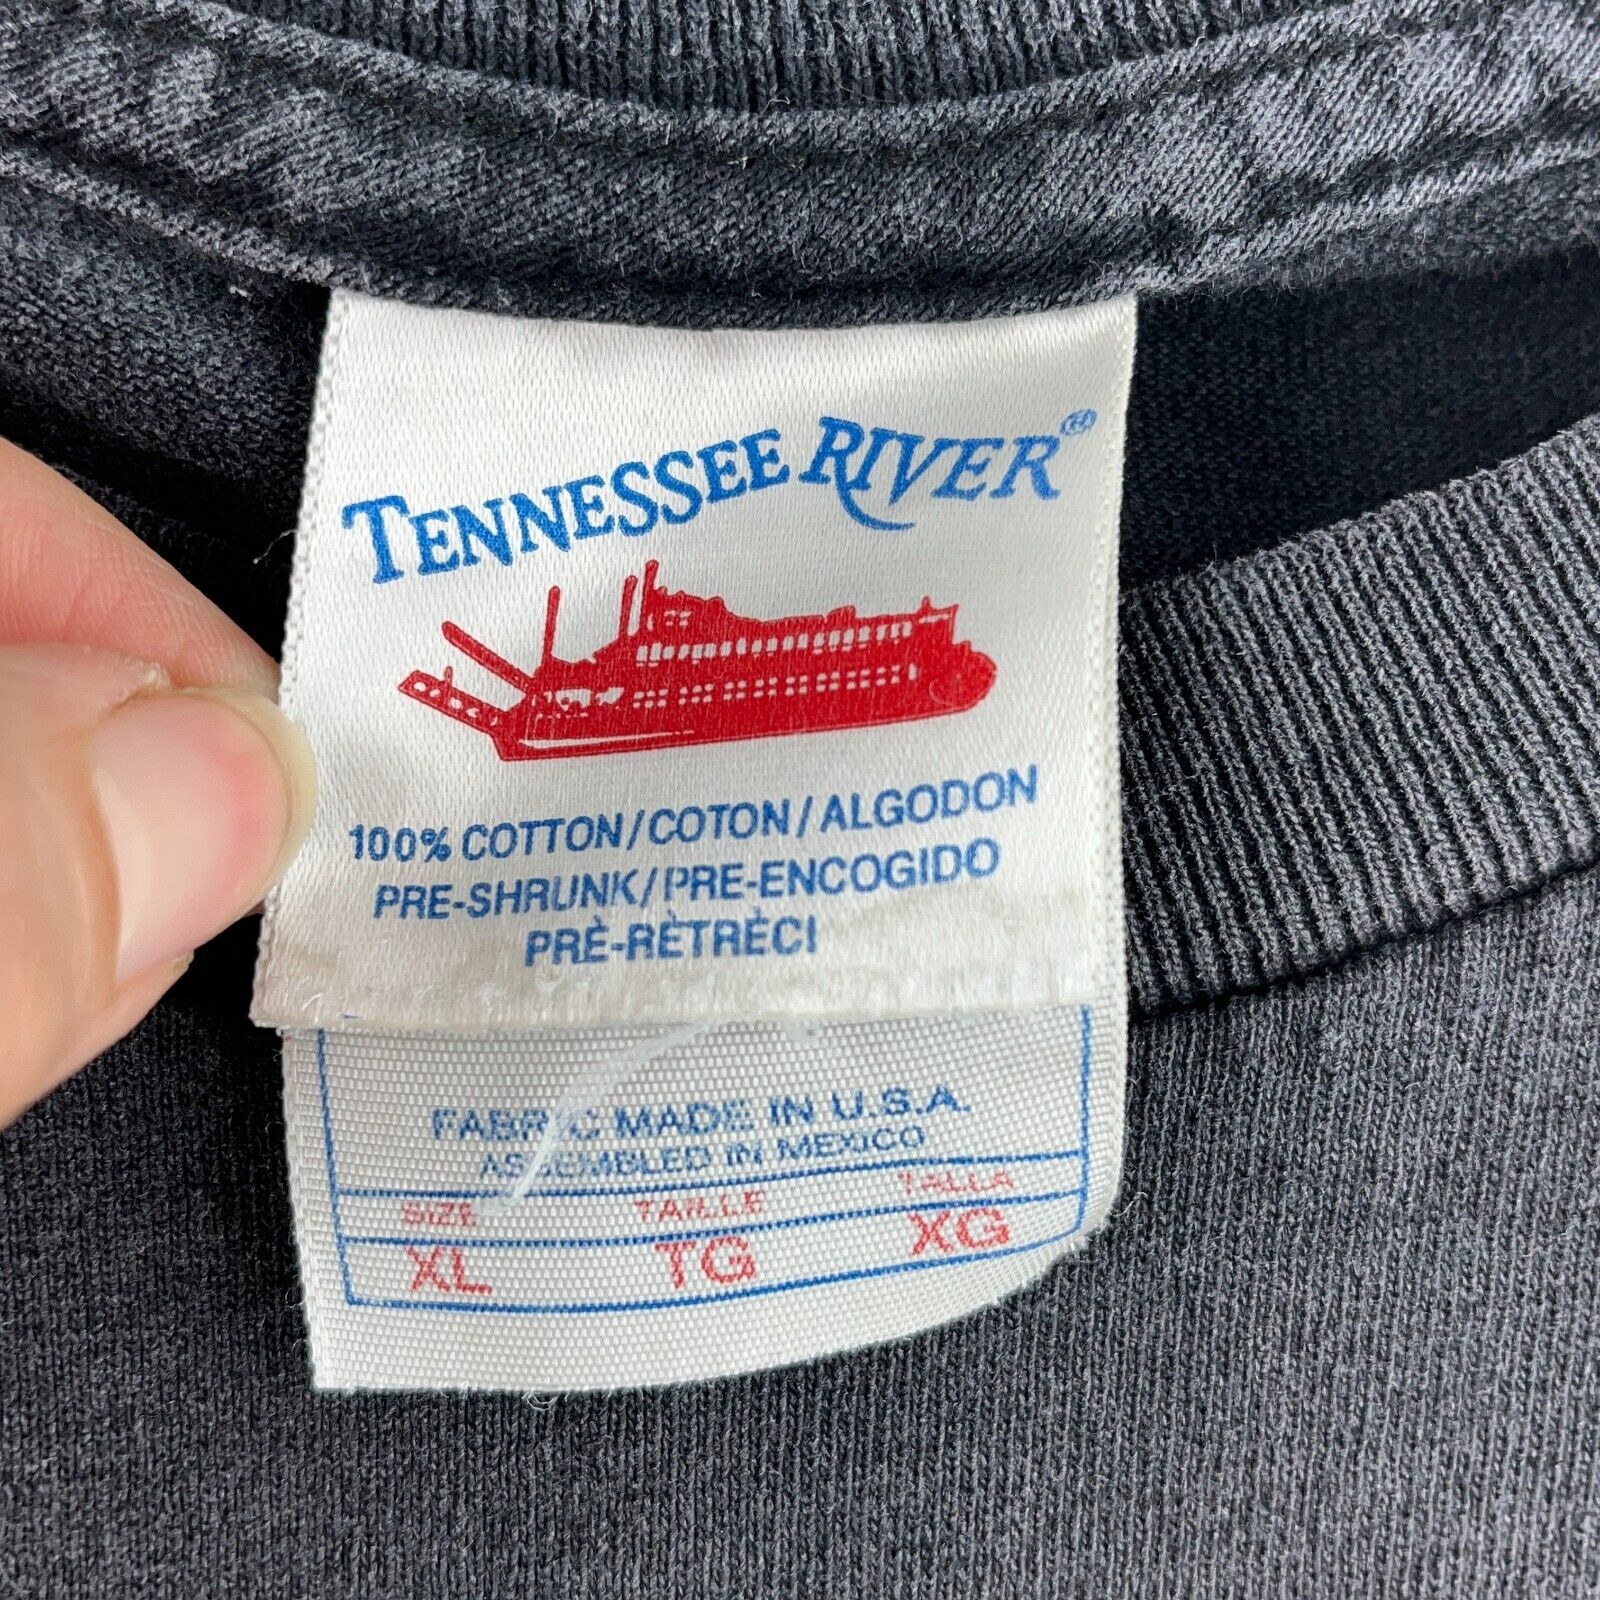 TENNESSEE RIVER®
100% COTTON/COTON/ALGODON
PRE-SHRUNK/PRE-ENCOGIDO
PRÈ-RÈTRÈCI
FABRIC MADE IN U.S.A.
ASSEMBLED IN MEXICO
SIZE TAILLE TALLA
XL TG XG